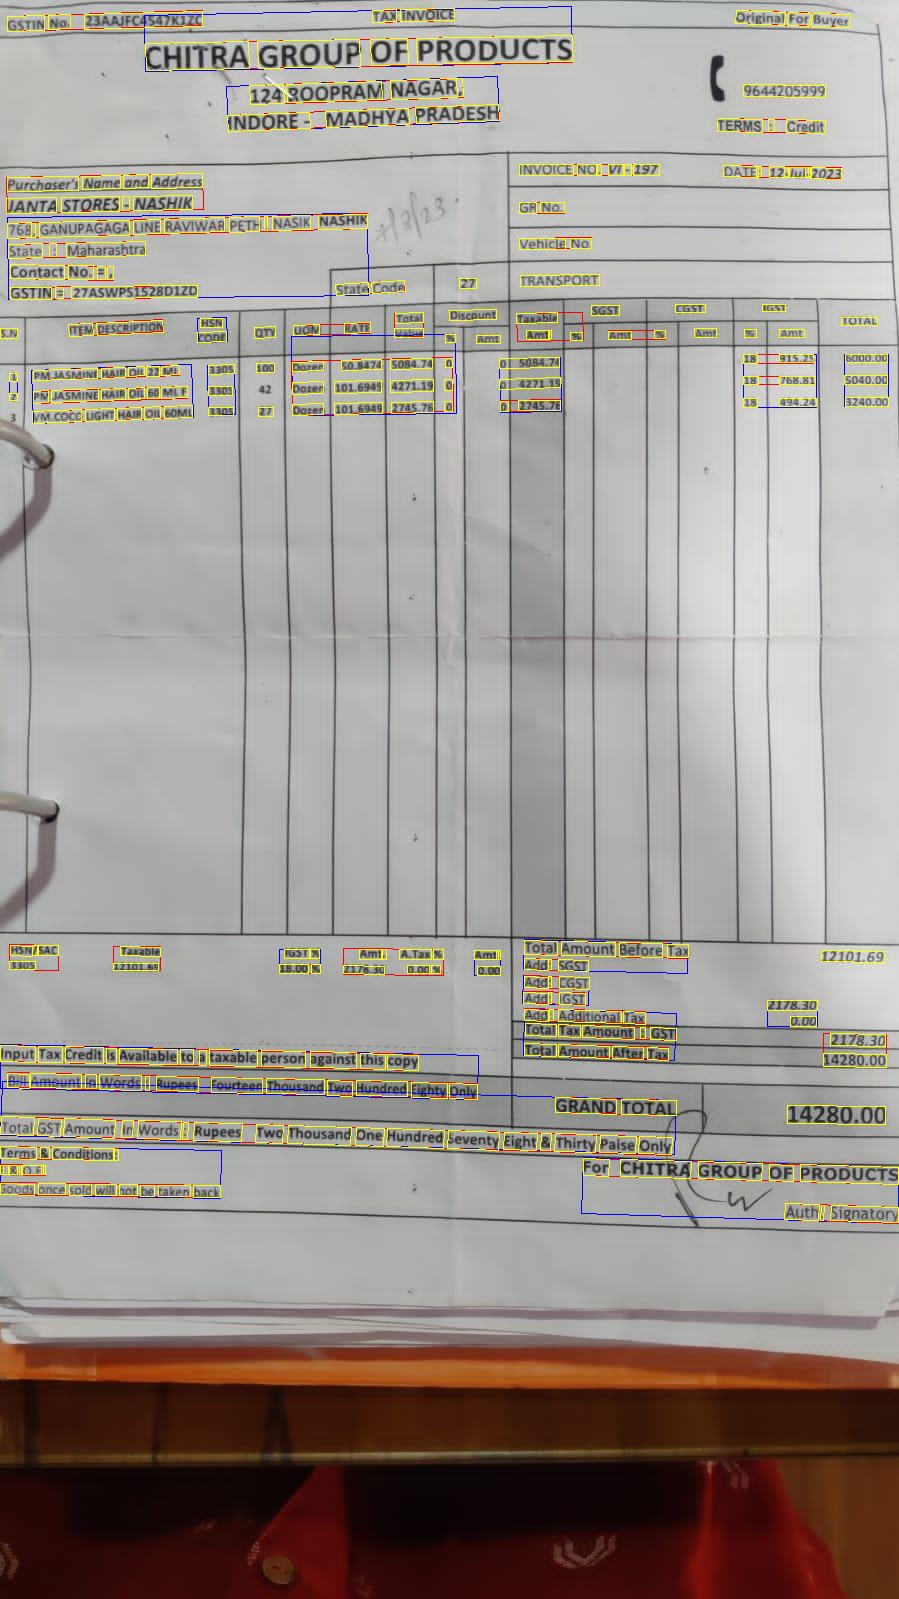 GSTIN No. 23AAJFC4547K1ZC TAX INVOICE Original For Buyer
CHITRA GROUP OF PRODUCTS
124 ROOPRAM NAGAR, 9644205999
INDORE - MADHYA PRADESH TERMS : Credit
Purchaser's Name and Address
JANTA STORES - NASHIK
768, GANUPAGAGA LINE RAVIWAR PETH NASIK NASHIK
State : Maharashtra
Contact No. = ,
GSTIN = 27ASWPS1528D1ZD
State Code 27
INVOICE NO. VI - 197 DATE: 12-Jul-2023
GR No.
Vehicle No
TRANSPORT
S.N ITEM DESCRIPTION HSN CODE QTY UOM RATE Total Value Discount % Amt Taxable Amt SGST % Amt CGST % Amt IGST % Amt TOTAL
1 PM JASMINE HAIR OIL 22 ML 3305 100 Dozen 50.8474 5084.74 0 0 5084.74 18 915.25 6000.00
2 PM JASMINE HAIR OIL 60 ML F 3305 42 Dozen 101.6949 4271.19 0 0 4271.19 18 768.81 5040.00
3 VM COCO LIGHT HAIR OIL 60ML 3305 27 Dozen 101.6949 2745.76 0 0 2745.76 18 494.24 3240.00
HSN/SAC Taxable IGST % Amt. A.Tax % Amt
3305 12101.69 18.00 % 2178.30 0.00 % 0.00
Total Amount Before Tax 12101.69
Add : SGST
Add : CGST
Add : IGST 2178.30
Add : Additional Tax 0.00
Total Tax Amount : GST 2178.30
Total Amount After Tax 14280.00
Input Tax Credit is Available to a taxable person against this copy
Bill Amount In Words : Rupees Fourteen Thousand Two Hundred Eighty Only
GRAND TOTAL 14280.00
Total GST Amount In Words : Rupees Two Thousand One Hundred Seventy Eight & Thirty Paise Only
Terms & Conditions:
E & O.E
Goods once sold will not be taken back
For CHITRA GROUP OF PRODUCTS
Auth. Signatory